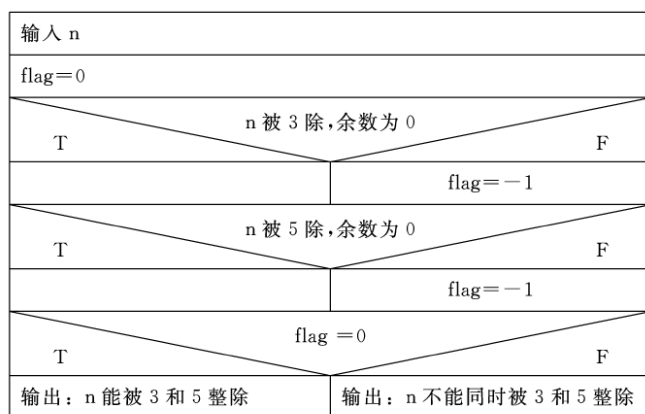 输入 n
flag=0
n 被 3 除,余数为 0
T F
flag=-1
n 被 5 除,余数为 0
T F
flag=-1
flag =0
T F
输出: n 能被 3 和 5 整除 输出: n 不能同时被 3 和 5 整除